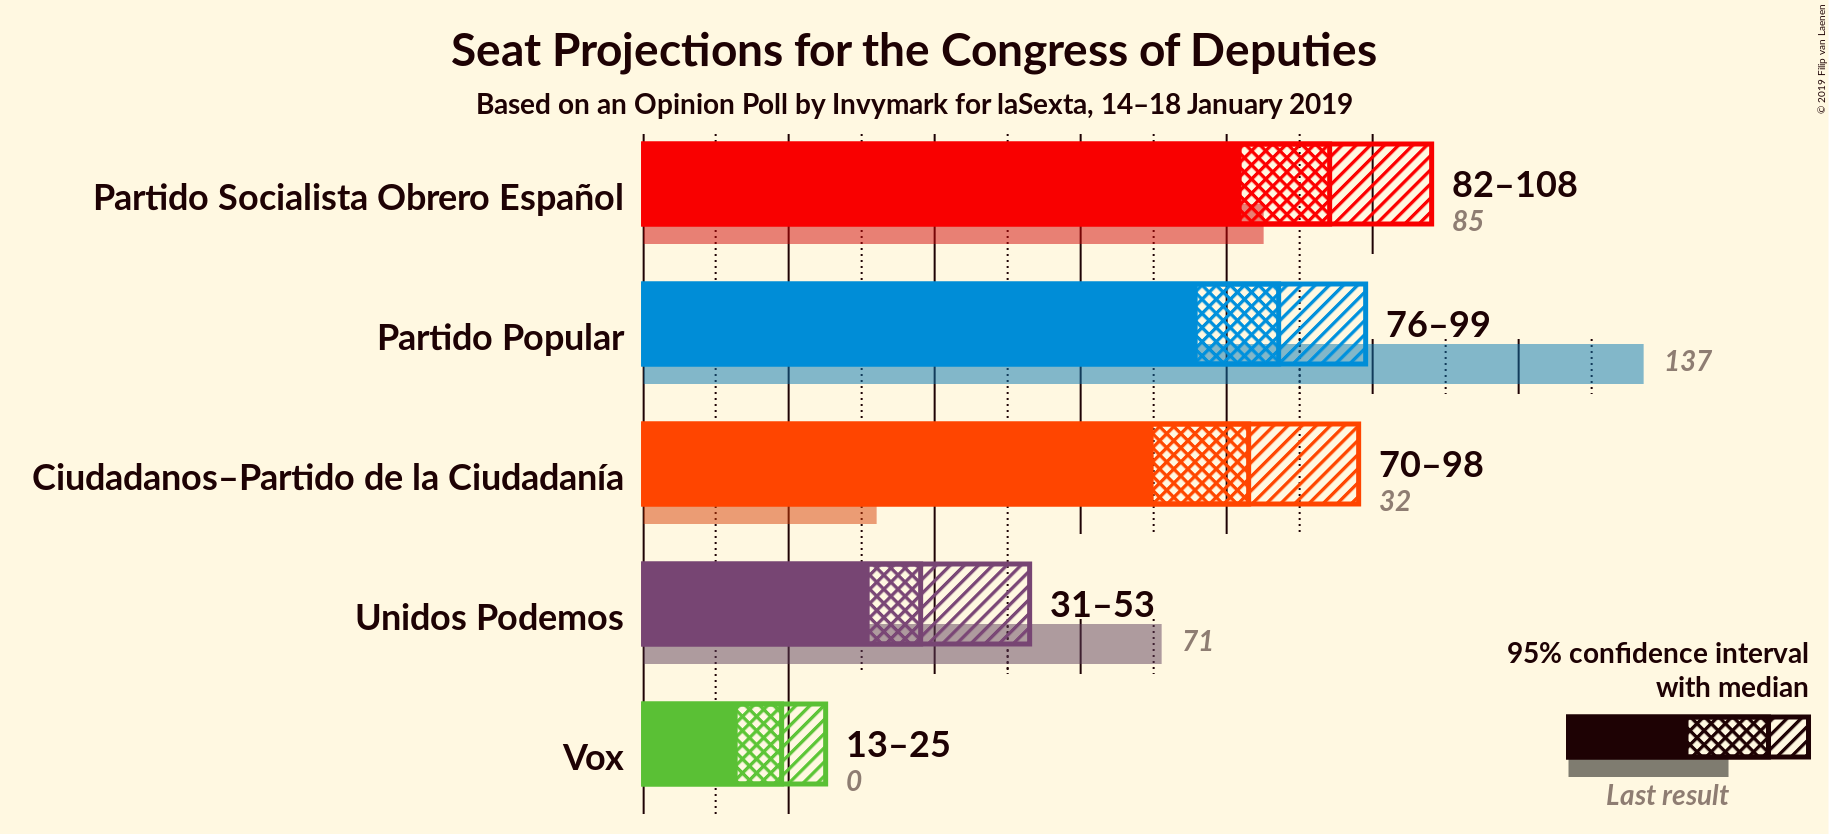 Seat Projections for the Congress of Deputies
Based on an Opinion Poll by Invymark for laSexta, 14–18 January 2019
© 2019 Filip van Laenen
Partido Socialista Obrero Español
82–108
85
Partido Popular
76–99
137
Ciudadanos–Partido de la Ciudadanía
70–98
32
Unidos Podemos
31–53
71
Vox
13–25
0
95% confidence interval
with median
Last result